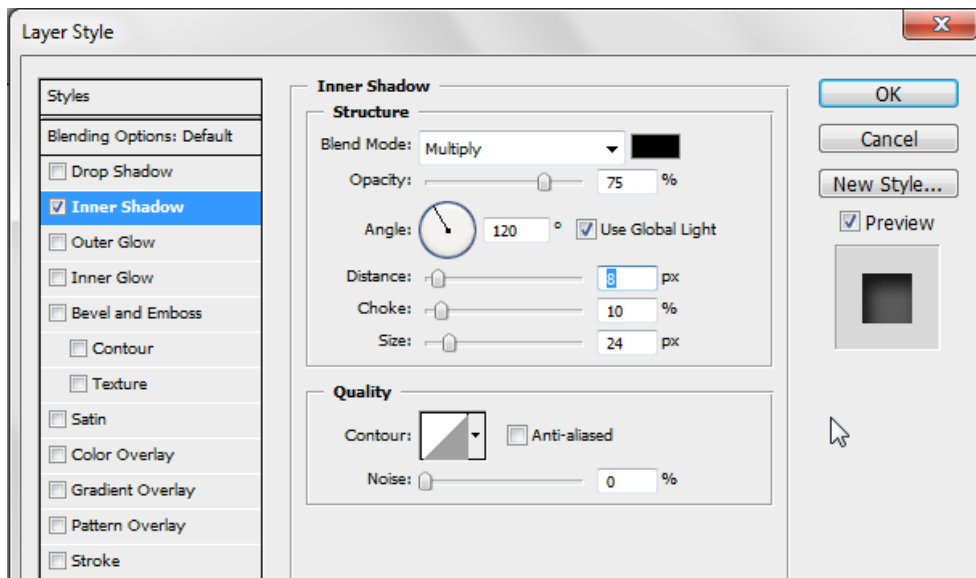 Layer Style
X
Styles
Blending Options: Default
Drop Shadow
Inner Shadow
Outer Glow
Inner Glow
Bevel and Emboss
Contour
Texture
Satin
Color Overlay
Gradient Overlay
Pattern Overlay
Stroke
Inner Shadow
Structure
Blend Mode: Multiply
Opacity: 75 %
Angle: 120 ° Use Global Light
Distance: 8 px
Choke: 10 %
Size: 24 px
Quality
Contour: Anti-aliased
Noise: 0 %
OK
Cancel
New Style...
Preview